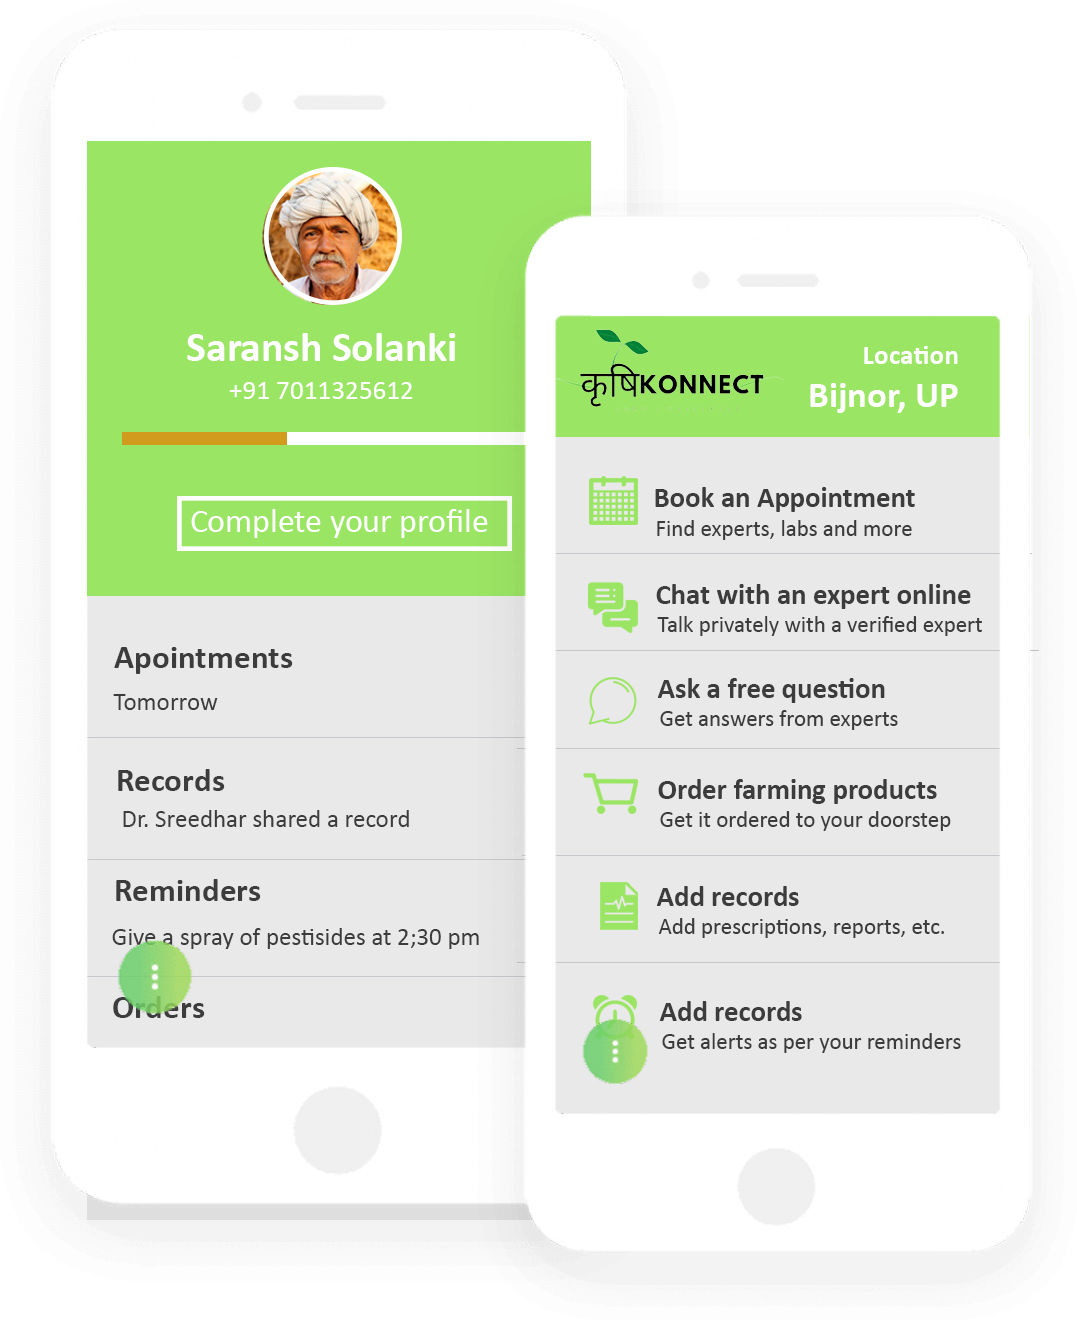 Saransh Solanki
+91 7011325612
Complete your profile
Apointments
Tomorrow
Records
Dr. Sreedhar shared a record
Reminders
Give a spray of pestisides at 2;30 pm
Orders
कृषिKONNECT
Location
Bijnor, UP
Book an Appointment
Find experts, labs and more
Chat with an expert online
Talk privately with a verified expert
Ask a free question
Get answers from experts
Order farming products
Get it ordered to your doorstep
Add records
Add prescriptions, reports, etc.
Add records
Get alerts as per your reminders